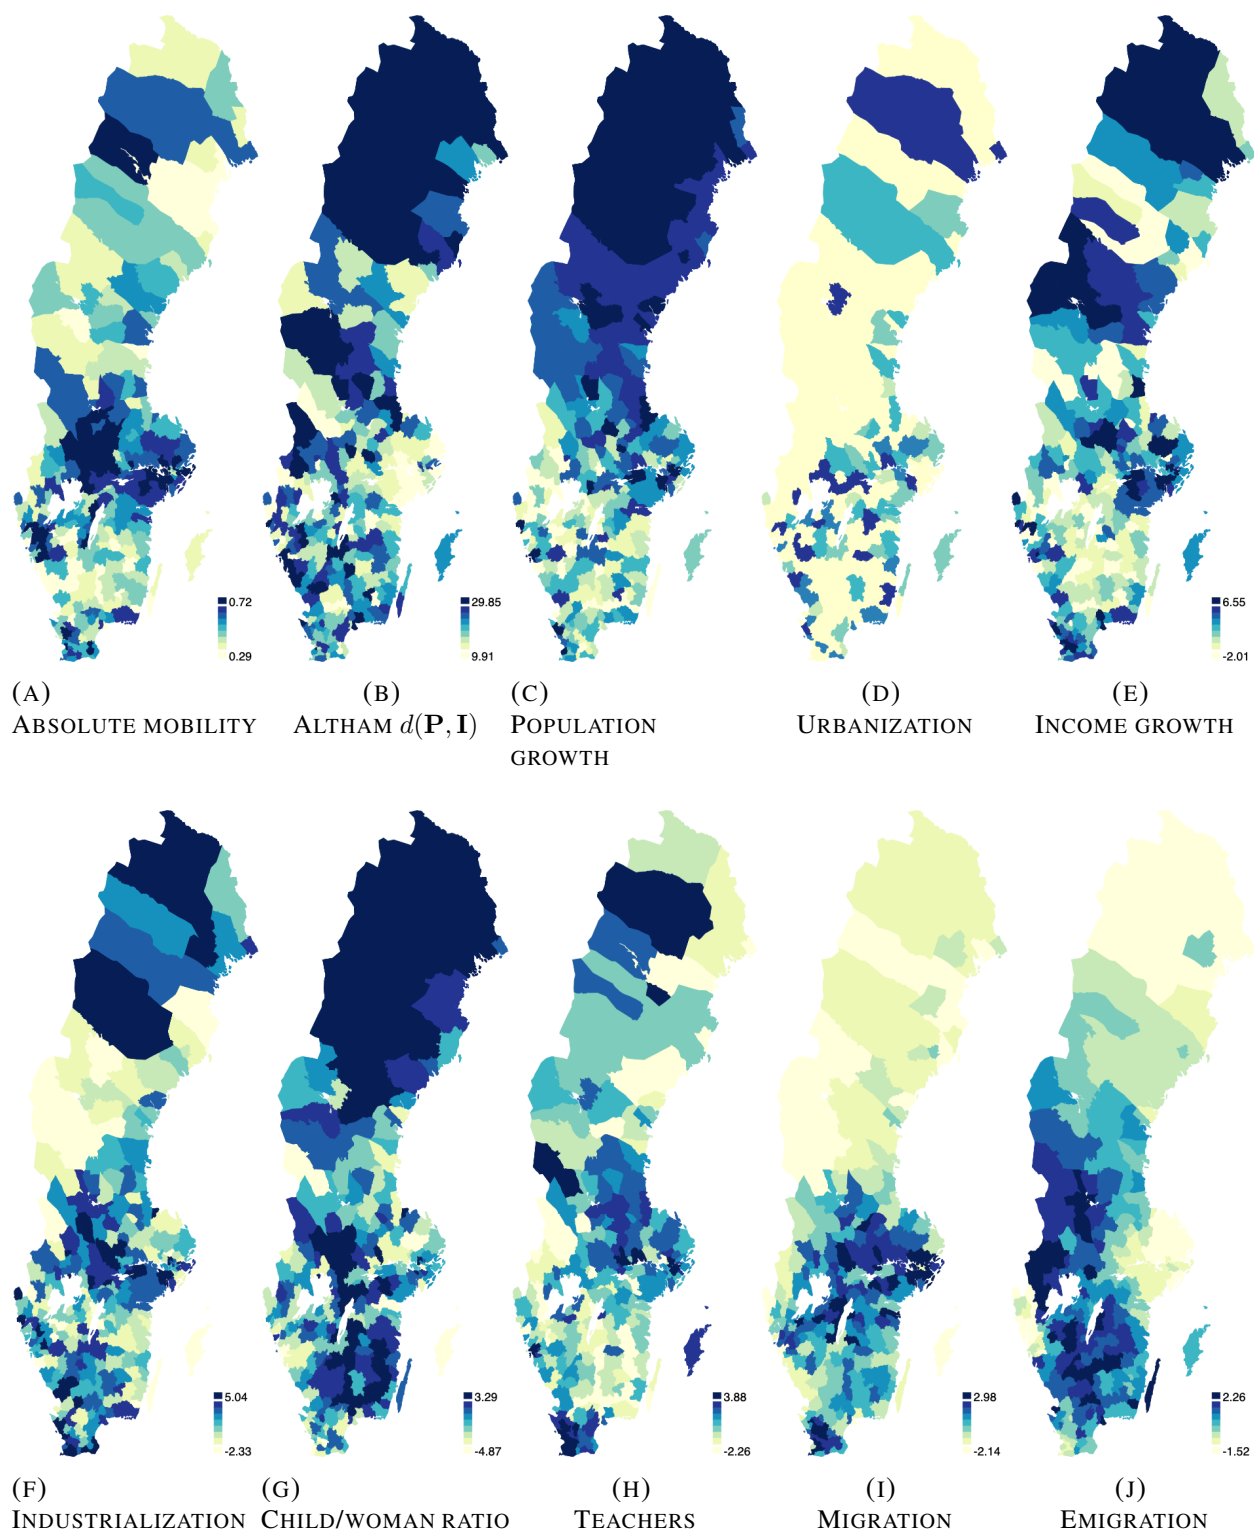 0.72
0.29
29.85
9.91
6.55
-2.01
(A)
ABSOLUTE MOBILITY
(B)
ALTHAM d(P, I)
(C)
POPULATION
GROWTH
(D)
URBANIZATION
(E)
INCOME GROWTH
5.04
-2.33
3.29
-4.87
3.88
-2.26
2.98
-2.14
2.26
-1.52
(F)
INDUSTRIALIZATION
(G)
CHILD/WOMAN RATIO
(H)
TEACHERS
(I)
MIGRATION
(J)
EMIGRATION